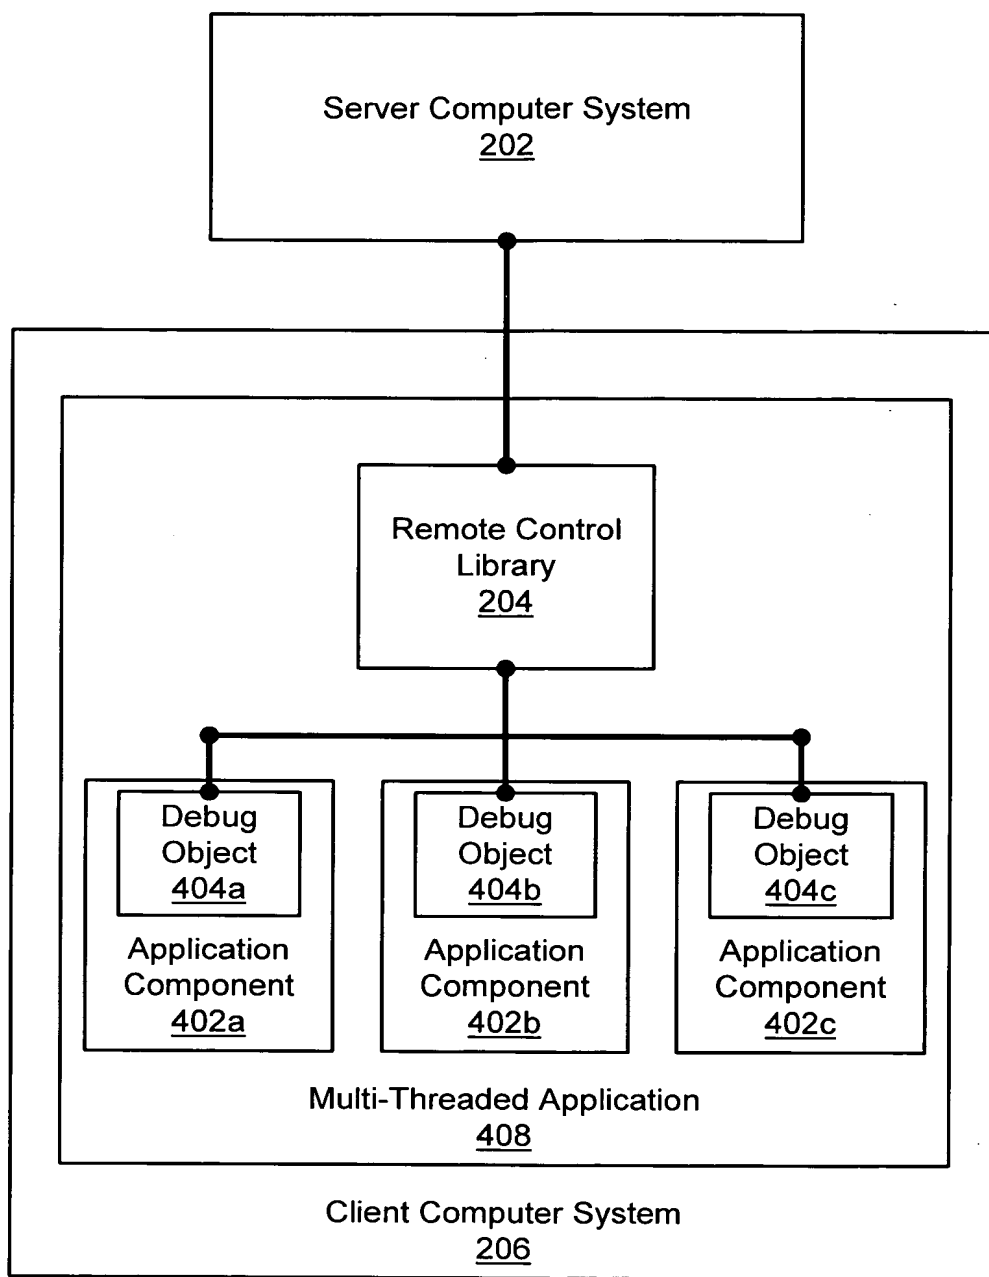 Server Computer System
202
Remote Control
Library
204
Debug
Object
404a
Application
Component
402a
Debug
Object
404b
Application
Component
402b
Debug
Object
404c
Application
Component
402c
Multi-Threaded Application
408
Client Computer System
206